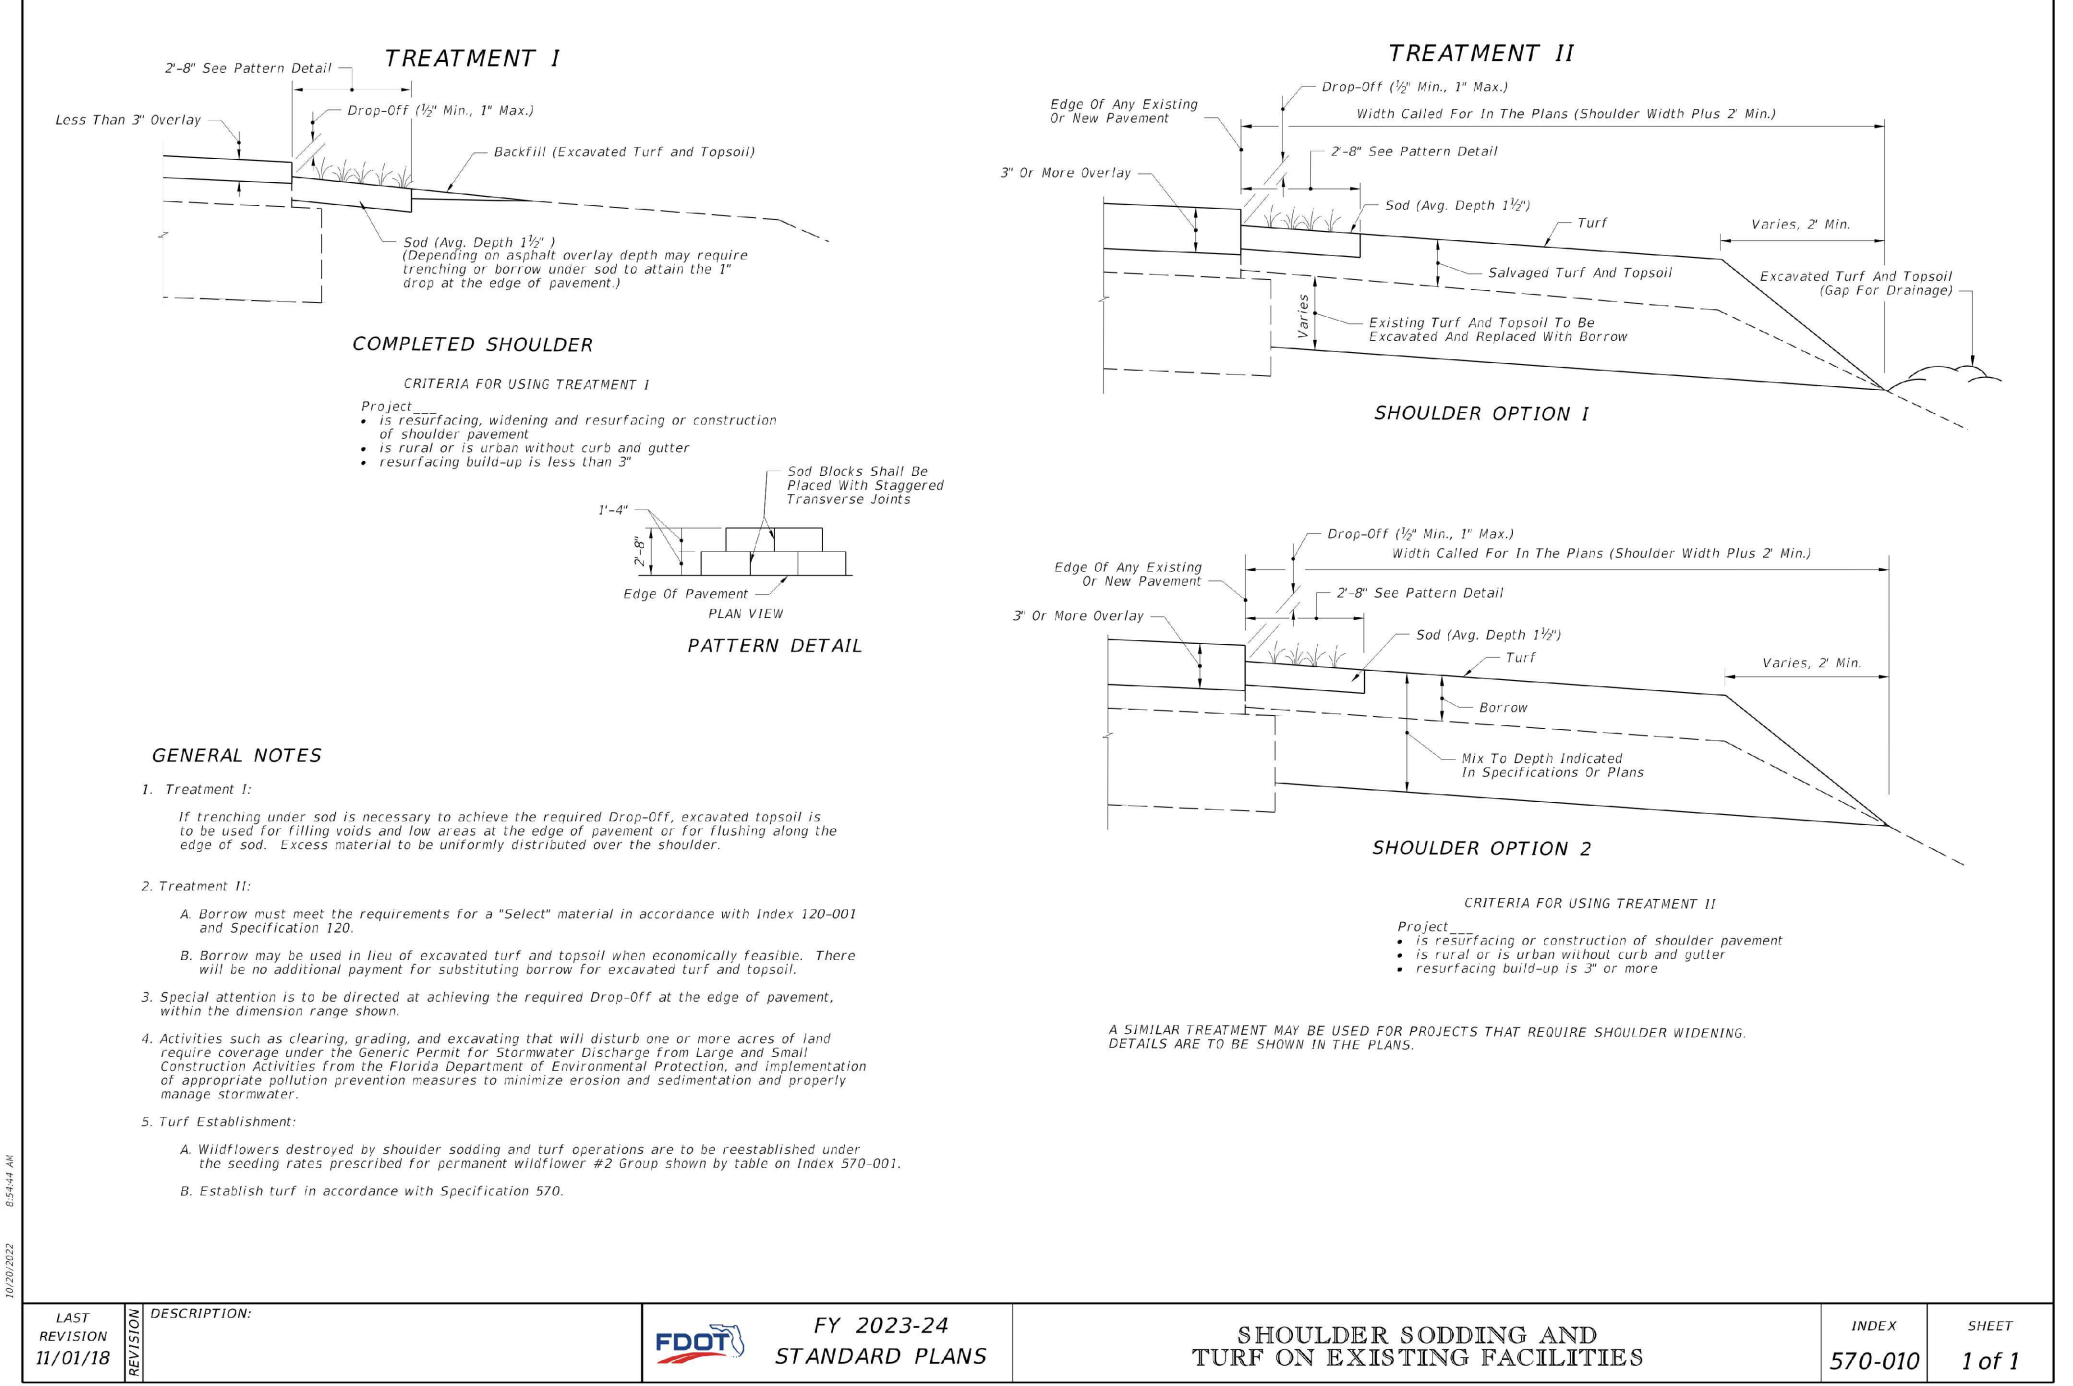 TREATMENT I
2'-8" See Pattern Detail
Drop-Off (½" Min., 1" Max.)
Less Than 3" Overlay
Backfill (Excavated Turf and Topsoil)
Sod (Avg. Depth 1½" )
(Depending on asphalt overlay depth may require
trenching or borrow under sod to attain the 1"
drop at the edge of pavement.)
COMPLETED SHOULDER
CRITERIA FOR USING TREATMENT I
Project___
• is resurfacing, widening and resurfacing or construction
of shoulder pavement
• is rural or is urban without curb and gutter
• resurfacing build-up is less than 3"
Sod Blocks Shall Be
Placed With Staggered
Transverse Joints
1'-4"
2'-8"
Edge Of Pavement
PLAN VIEW
PATTERN DETAIL
GENERAL NOTES
1. Treatment I:
If trenching under sod is necessary to achieve the required Drop-Off, excavated topsoil is
to be used for filling voids and low areas at the edge of pavement or for flushing along the
edge of sod. Excess material to be uniformly distributed over the shoulder.
2. Treatment II:
A. Borrow must meet the requirements for a "Select" material in accordance with Index 120-001
and Specification 120.
B. Borrow may be used in lieu of excavated turf and topsoil when economically feasible. There
will be no additional payment for substituting borrow for excavated turf and topsoil.
3. Special attention is to be directed at achieving the required Drop-Off at the edge of pavement,
within the dimension range shown.
4. Activities such as clearing, grading, and excavating that will disturb one or more acres of land
require coverage under the Generic Permit for Stormwater Discharge from Large and Small
Construction Activities from the Florida Department of Environmental Protection, and implementation
of appropriate pollution prevention measures to minimize erosion and sedimentation and properly
manage stormwater.
5. Turf Establishment:
A. Wildflowers destroyed by shoulder sodding and turf operations are to be reestablished under
the seeding rates prescribed for permanent wildflower #2 Group shown by table on Index 570-001.
B. Establish turf in accordance with Specification 570.
TREATMENT II
Drop-Off (½" Min., 1" Max.)
Edge Of Any Existing
Or New Pavement
Width Called For In The Plans (Shoulder Width Plus 2' Min.)
2'-8" See Pattern Detail
3" Or More Overlay
Sod (Avg. Depth 1½")
Turf
Varies, 2' Min.
Salvaged Turf And Topsoil
Excavated Turf And Topsoil
(Gap For Drainage)
Varies
Existing Turf And Topsoil To Be
Excavated And Replaced With Borrow
SHOULDER OPTION I
Drop-Off (½" Min., 1" Max.)
Width Called For In The Plans (Shoulder Width Plus 2' Min.)
Edge Of Any Existing
Or New Pavement
2'-8" See Pattern Detail
3" Or More Overlay
Sod (Avg. Depth 1½")
Turf
Varies, 2' Min.
Borrow
Mix To Depth Indicated
In Specifications Or Plans
SHOULDER OPTION 2
CRITERIA FOR USING TREATMENT II
Project___
• is resurfacing or construction of shoulder pavement
• is rural or is urban without curb and gutter
• resurfacing build-up is 3" or more
A SIMILAR TREATMENT MAY BE USED FOR PROJECTS THAT REQUIRE SHOULDER WIDENING.
DETAILS ARE TO BE SHOWN IN THE PLANS.
10/20/2022 8:54:44 AM
LAST
REVISION
11/01/18
REVISION
DESCRIPTION:
FDOT
FY 2023-24
STANDARD PLANS
SHOULDER SODDING AND
TURF ON EXISTING FACILITIES
INDEX
570-010
SHEET
1 of 1